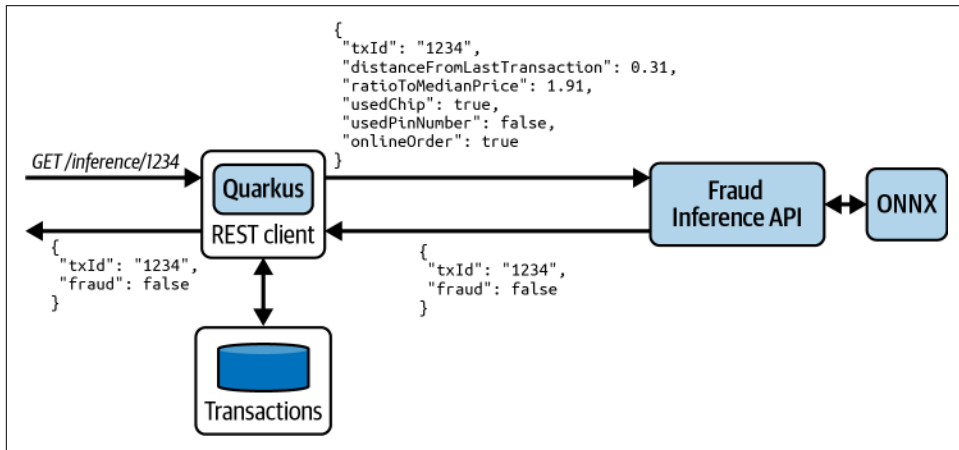 {
"txId": "1234",
"distanceFromLastTransaction": 0.31,
"ratioToMedianPrice": 1.91,
"usedChip": true,
"usedPinNumber": false,
"onlineOrder": true
}
GET /inference/1234
Quarkus
REST client
Fraud
Inference API
ONNX
{
"txId": "1234",
"fraud": false
}
{
"txId": "1234",
"fraud": false
}
Transactions